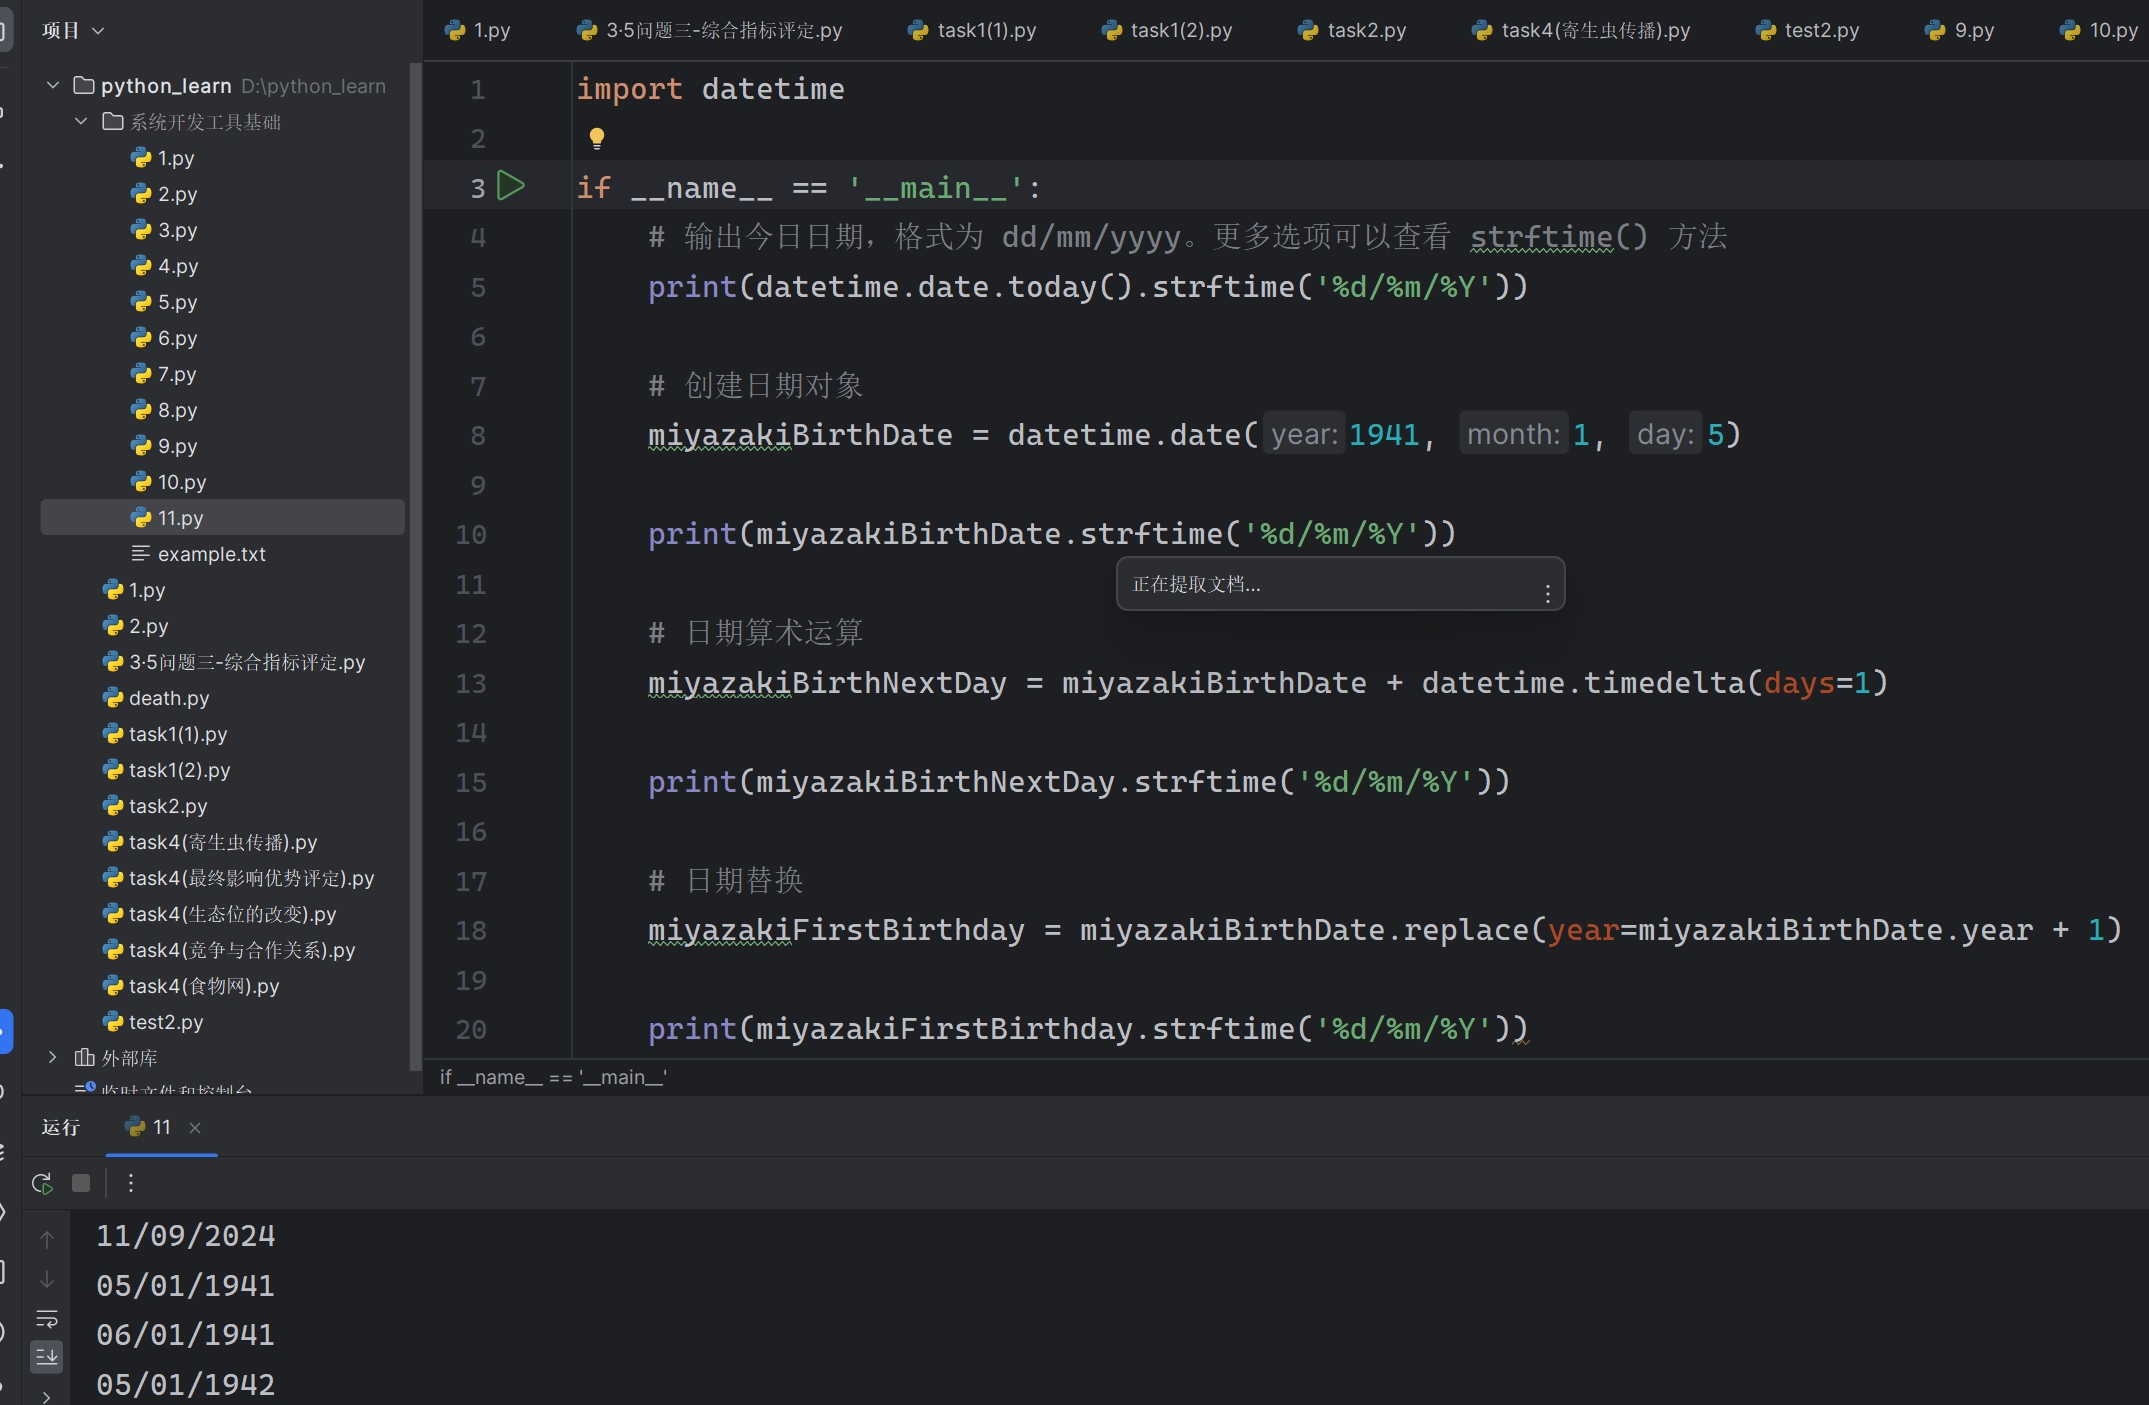 项目
python_learn D:\python_learn
系统开发工具基础
1.py
2.py
3.py
4.py
5.py
6.py
7.py
8.py
9.py
10.py
11.py
example.txt
1.py
2.py
3·5问题三-综合指标评定.py
death.py
task1(1).py
task1(2).py
task2.py
task4(寄生虫传播).py
task4(最终影响优势评定).py
task4(生态位的改变).py
task4(竞争与合作关系).py
task4(食物网).py
test2.py
外部库
临时文件和控制台
1.py 3·5问题三-综合指标评定.py task1(1).py task1(2).py task2.py task4(寄生虫传播).py test2.py 9.py 10.py
1 import datetime
2
3 if __name__ == '__main__':
4 # 输出今日日期，格式为 dd/mm/yyyy。更多选项可以查看 strftime() 方法
5 print(datetime.date.today().strftime('%d/%m/%Y'))
6
7 # 创建日期对象
8 miyazakiBirthDate = datetime.date( year: 1941, month: 1, day: 5)
9
10 print(miyazakiBirthDate.strftime('%d/%m/%Y'))
11
正在提取文档...
12 # 日期算术运算
13 miyazakiBirthNextDay = miyazakiBirthDate + datetime.timedelta(days=1)
14
15 print(miyazakiBirthNextDay.strftime('%d/%m/%Y'))
16
17 # 日期替换
18 miyazakiFirstBirthday = miyazakiBirthDate.replace(year=miyazakiBirthDate.year + 1)
19
20 print(miyazakiFirstBirthday.strftime('%d/%m/%Y'))
if __name__ == '__main__'
运行 11
11/09/2024
05/01/1941
06/01/1941
05/01/1942